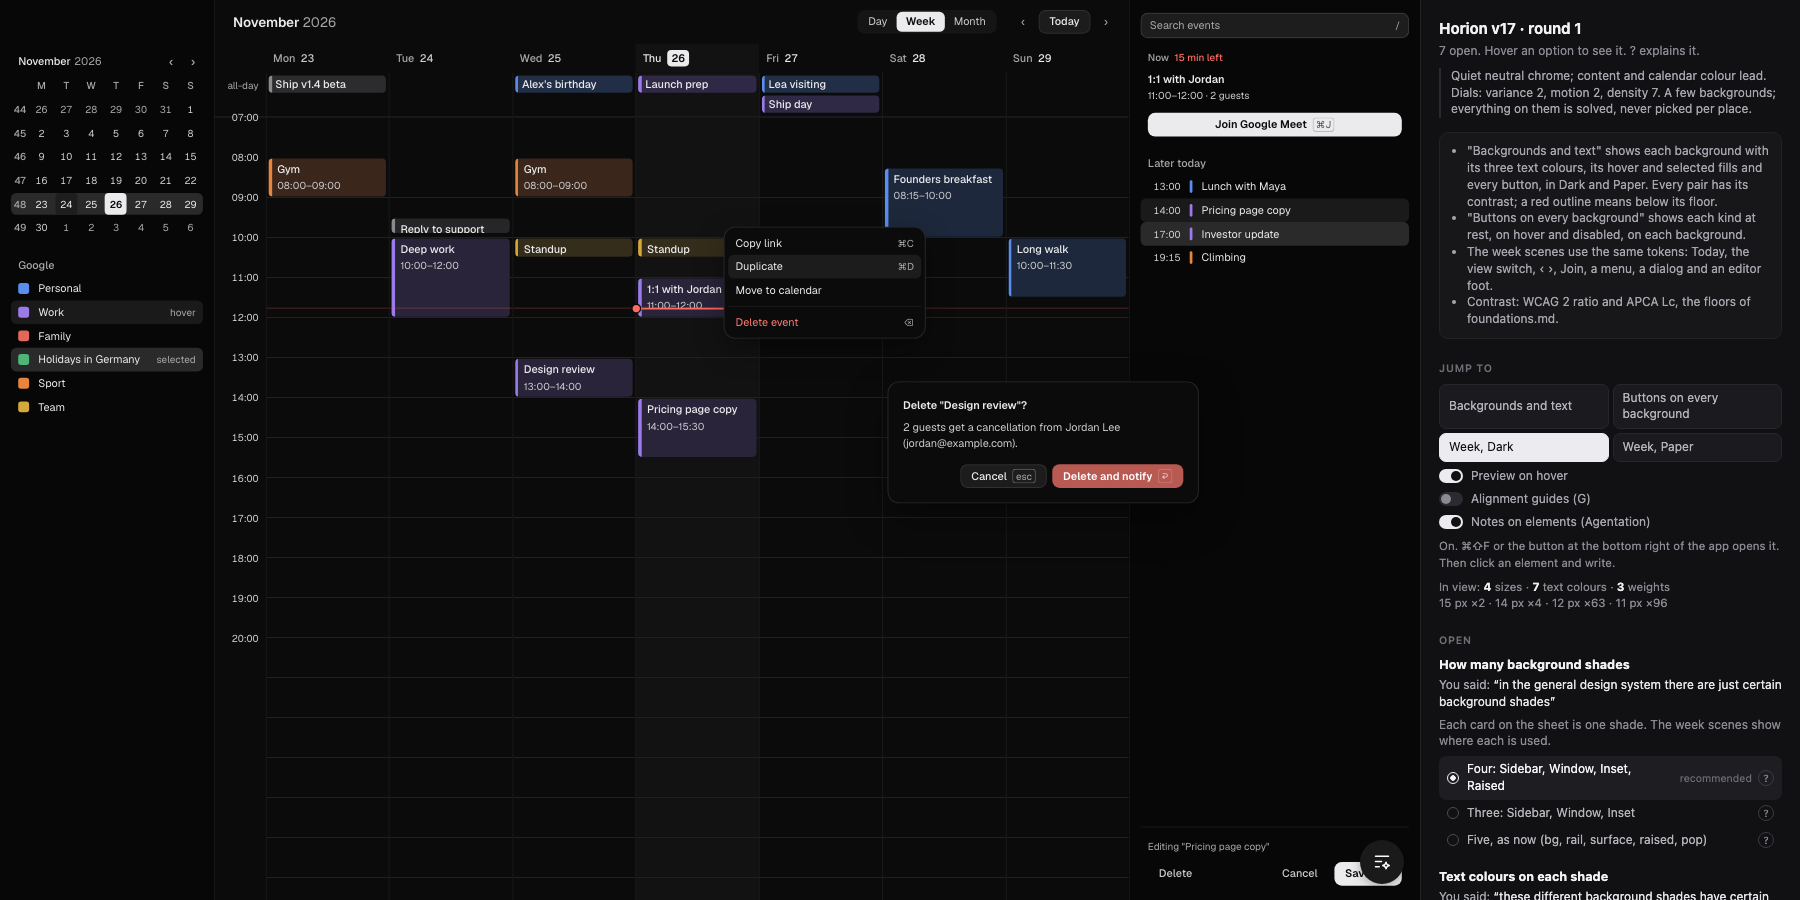 November 2026
M T W T F S S
44 26 27 28 29 30 31 1
45 2 3 4 5 6 7 8
46 9 10 11 12 13 14 15
47 16 17 18 19 20 21 22
48 23 24 25 26 27 28 29
49 30 1 2 3 4 5 6
Google
Personal
Work hover
Family
Holidays in Germany selected
Sport
Team
November 2026
Day Week Month
Today
Mon 23 Tue 24 Wed 25 Thu 26 Fri 27 Sat 28 Sun 29
all-day
Ship v1.4 beta
Alex's birthday
Launch prep
Lea visiting
Ship day
07:00
08:00
09:00
10:00
11:00
12:00
13:00
14:00
15:00
16:00
17:00
18:00
19:00
20:00
Gym
08:00–09:00
Reply to support
Deep work
10:00–12:00
Gym
08:00–09:00
Standup
Design review
13:00–14:00
Standup
1:1 with Jordan
11:00–12:00
Pricing page copy
14:00–15:30
Founders breakfast
08:15–10:00
Long walk
10:00–11:30
Copy link ⌘C
Duplicate ⌘D
Move to calendar
Delete event ⌫
Delete "Design review"?
2 guests get a cancellation from Jordan Lee
(jordan@example.com).
Cancel esc
Delete and notify
Search events /
Now 15 min left
1:1 with Jordan
11:00–12:00 · 2 guests
Join Google Meet ⌘J
Later today
13:00 Lunch with Maya
14:00 Pricing page copy
17:00 Investor update
19:15 Climbing
Editing "Pricing page copy"
Delete Cancel
Horion v17 · round 1
7 open. Hover an option to see it. ? explains it.
Quiet neutral chrome; content and calendar colour lead.
Dials: variance 2, motion 2, density 7. A few backgrounds;
everything on them is solved, never picked per place.
• "Backgrounds and text" shows each background with
its three text colours, its hover and selected fills and
every button, in Dark and Paper. Every pair has its
contrast; a red outline means below its floor.
• "Buttons on every background" shows each kind at
rest, on hover and disabled, on each background.
• The week scenes use the same tokens: Today, the
view switch, ‹ ›, Join, a menu, a dialog and an editor
foot.
• Contrast: WCAG 2 ratio and APCA Lc, the floors of
foundations.md.
JUMP TO
Backgrounds and text
Buttons on every
background
Week, Dark
Week, Paper
Preview on hover
Alignment guides (G)
Notes on elements (Agentation)
On. ⌘⇧F or the button at the bottom right of the app opens it.
Then click an element and write.
In view: 4 sizes · 7 text colours · 3 weights
15 px ×2 · 14 px ×4 · 12 px ×63 · 11 px ×96
OPEN
How many background shades
You said: “in the general design system there are just certain
background shades”
Each card on the sheet is one shade. The week scenes show
where each is used.
Four: Sidebar, Window, Inset,
Raised
recommended ?
Three: Sidebar, Window, Inset ?
Five, as now (bg, rail, surface, raised, pop) ?
Text colours on each shade
You said: “these different background shades have certain